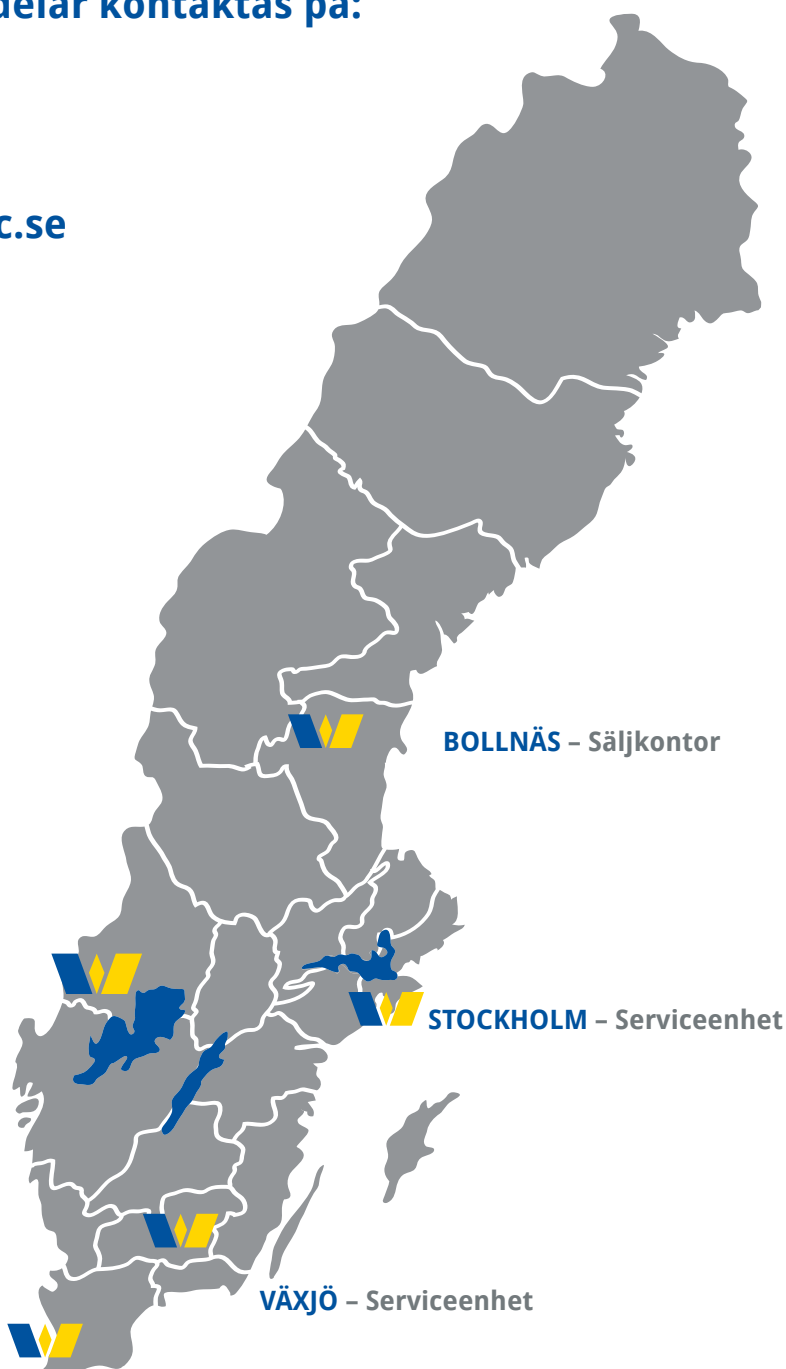 delar kontaktas på:
c.se
BOLLNÄS – Säljkontor
STOCKHOLM – Serviceenhet
VÄXJÖ – Serviceenhet